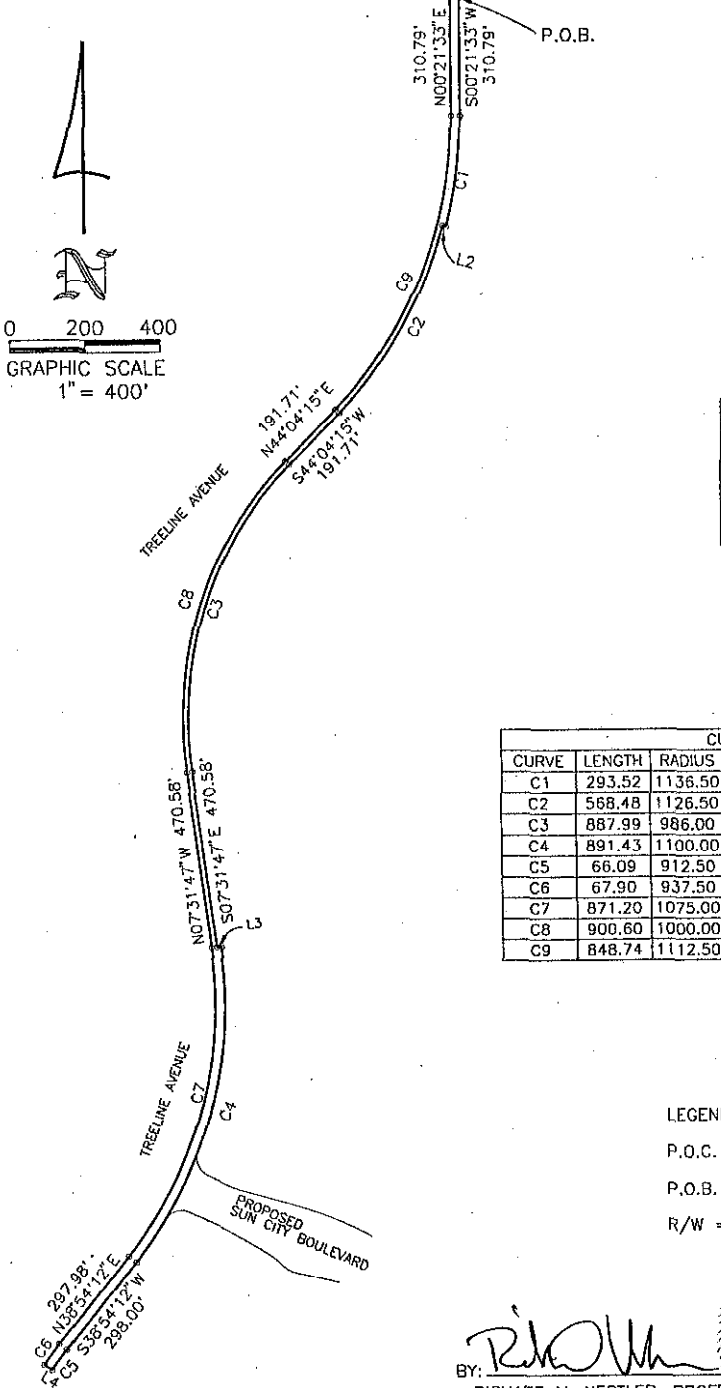 P.O.B.
310.79'
N00°21'33"E
S00°21'33"W
310.79'
C1
L2
C9
C2
N
0 200 400
GRAPHIC SCALE
1" = 400'
191.71'
N44°04'15"E
S44°04'15"W
191.71'
TREELINE AVENUE
C8
C3
N07°31'47"W 470.58'
S07°31'47"E 470.58'
L3
CURVE LENGTH RADIUS
C1 293.52 1136.50
C2 568.48 1126.50
C3 887.99 986.00
C4 891.43 1100.00
C5 66.09 912.50
C6 67.90 937.50
C7 871.20 1075.00
C8 900.60 1000.00
C9 848.74 1112.50
TREELINE AVENUE
C7
C4
PROPOSED
SUN CITY BOULEVARD
297.98'
N38°54'12"E
S38°54'12"W
298.00'
C6
L4
C5
P.O.C.
P.O.B.
R/W =
BY: